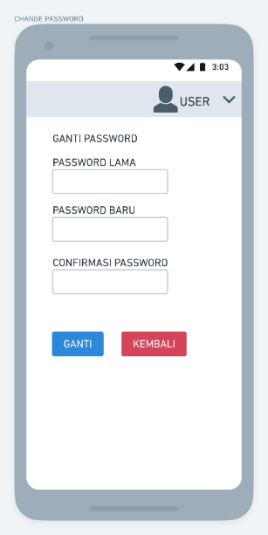 CHANGE PASSWORD
3:03
USER
GANTI PASSWORD
PASSWORD LAMA
PASSWORD BARU
CONFIRMASI PASSWORD
GANTI KEMBALI